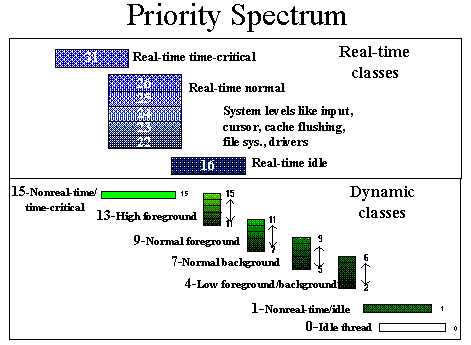 Priority Spectrum
Real-time
classes
31
Real-time time-critical
26
25
24
23
22
Real-time normal
System levels like input,
cursor, cache flushing,
file sys., drivers
16
Real-time idle
Dynamic
classes
15-Nonreal-time/
time-critical
15
13-High foreground
15
11
9-Normal foreground
11
7
7-Normal background
9
5
4-Low foreground/background
6
2
1-Nonreal-time/idle
1
0-Idle thread
0